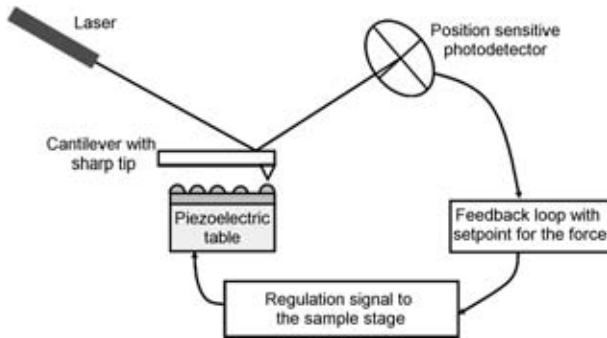 Laser
Position sensitive
photodetector
Cantilever with
sharp tip
Piezoelectric
table
Feedback loop with
setpoint for the force
Regulation signal to
the sample stage